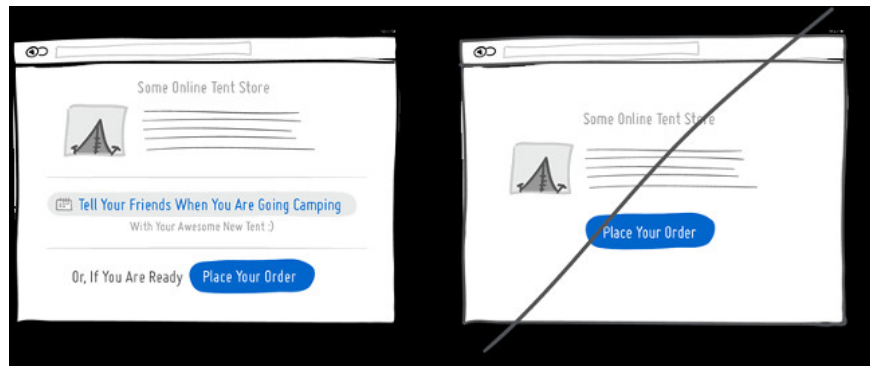 Some Online Tent Store
Tell Your Friends When You Are Going Camping
With Your Awesome New Tent :)
Or, If You Are Ready Place Your Order
Some Online Tent Store
Place Your Order